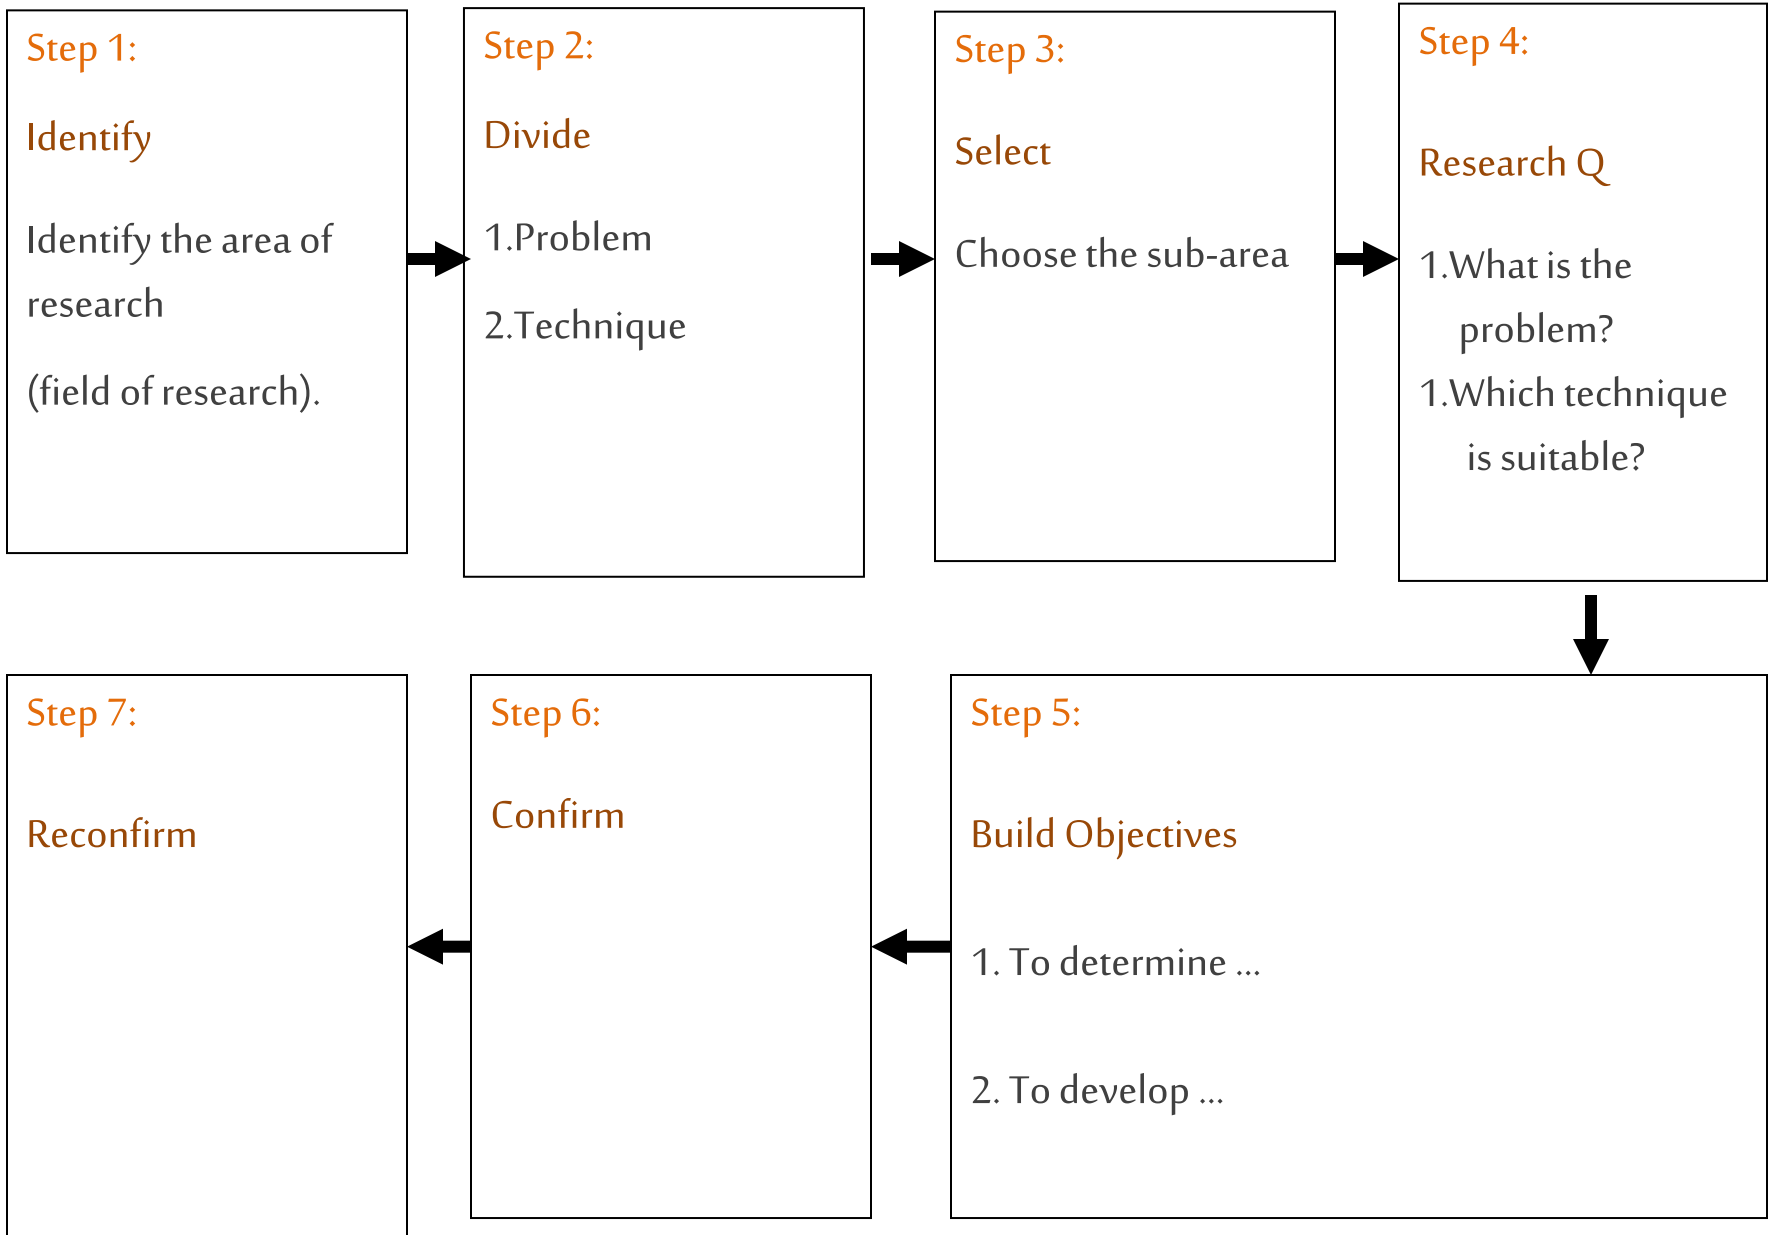 Step 1:
Identify
Identify the area of
research
(field of research).
Step 2:
Divide
1.Problem
2.Technique
Step 3:
Select
Choose the sub-area
Step 4:
Research Q
1.What is the
problem?
1.Which technique
is suitable?
Step 5:
Build Objectives
1. To determine ...
2. To develop ...
Step 6:
Confirm
Step 7:
Reconfirm